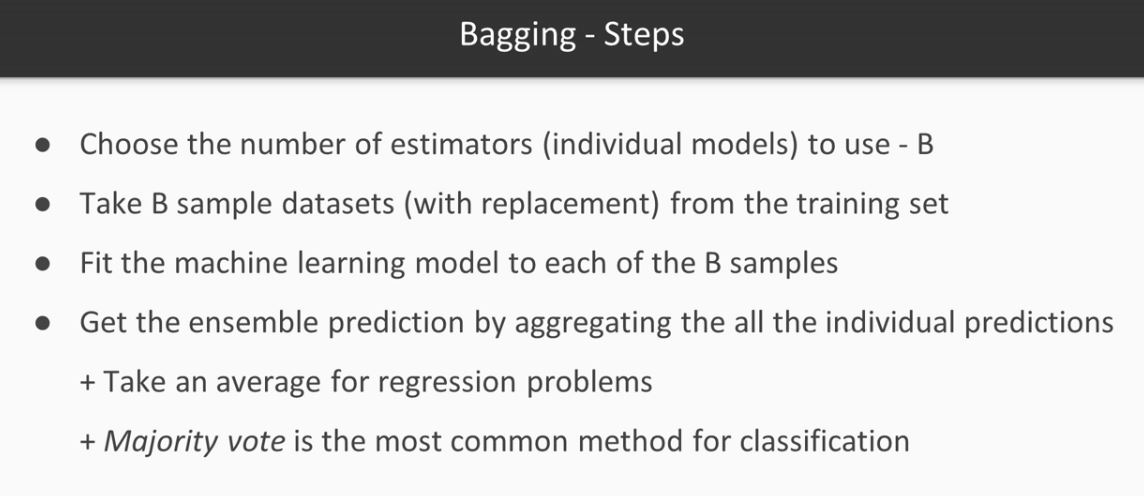 Bagging - Steps
● Choose the number of estimators (individual models) to use - B
● Take B sample datasets (with replacement) from the training set
● Fit the machine learning model to each of the B samples
● Get the ensemble prediction by aggregating the all the individual predictions
+ Take an average for regression problems
+ Majority vote is the most common method for classification